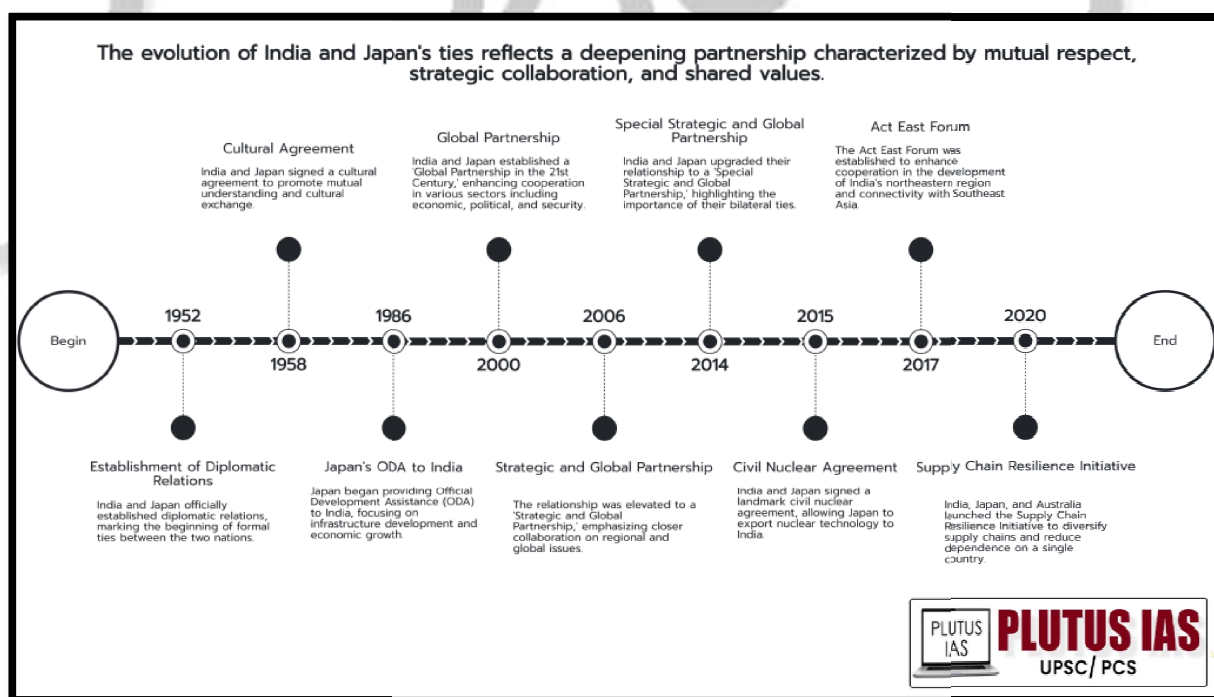 The evolution of India and Japan's ties reflects a deepening partnership characterized by mutual respect,
strategic collaboration, and shared values.
Cultural Agreement
India and Japan signed a cultural
agreement to promote mutual
understanding and cultural
exchange.
Global Partnership
India and Japan established a
'Global Partnership in the 21st
Century,' enhancing cooperation
in various sectors including
economic, political, and security.
Special Strategic and Global
Partnership
India and Japan upgraded their
relationship to a 'Special
Strategic and Global
Partnership,' highlighting the
importance of their bilateral ties.
Act East Forum
The Act East Forum was
established to enhance
cooperation in the development
of India's northeastern region
and connectivity with Southeast
Asia.
Begin
1952
1958
1986
2000
2006
2014
2015
2017
2020
End
Establishment of Diplomatic
Relations
India and Japan officially
established diplomatic relations,
marking the beginning of formal
ties between the two nations.
Japan's ODA to India
Japan began providing Official
Development Assistance (ODA)
to India, focusing on
infrastructure development and
economic growth.
Strategic and Global Partnership
The relationship was elevated to a
'Strategic and Global
Partnership,' emphasizing closer
collaboration on regional and
global issues.
Civil Nuclear Agreement
India and Japan signed a
landmark civil nuclear
agreement, allowing Japan to
export nuclear technology to
India.
Supply Chain Resilience Initiative
India, Japan, and Australia
launched the Supply Chain
Resilience Initiative to diversify
supply chains and reduce
dependence on a single
country.
PLUTUS
IAS
PLUTUS IAS
UPSC/ PCS